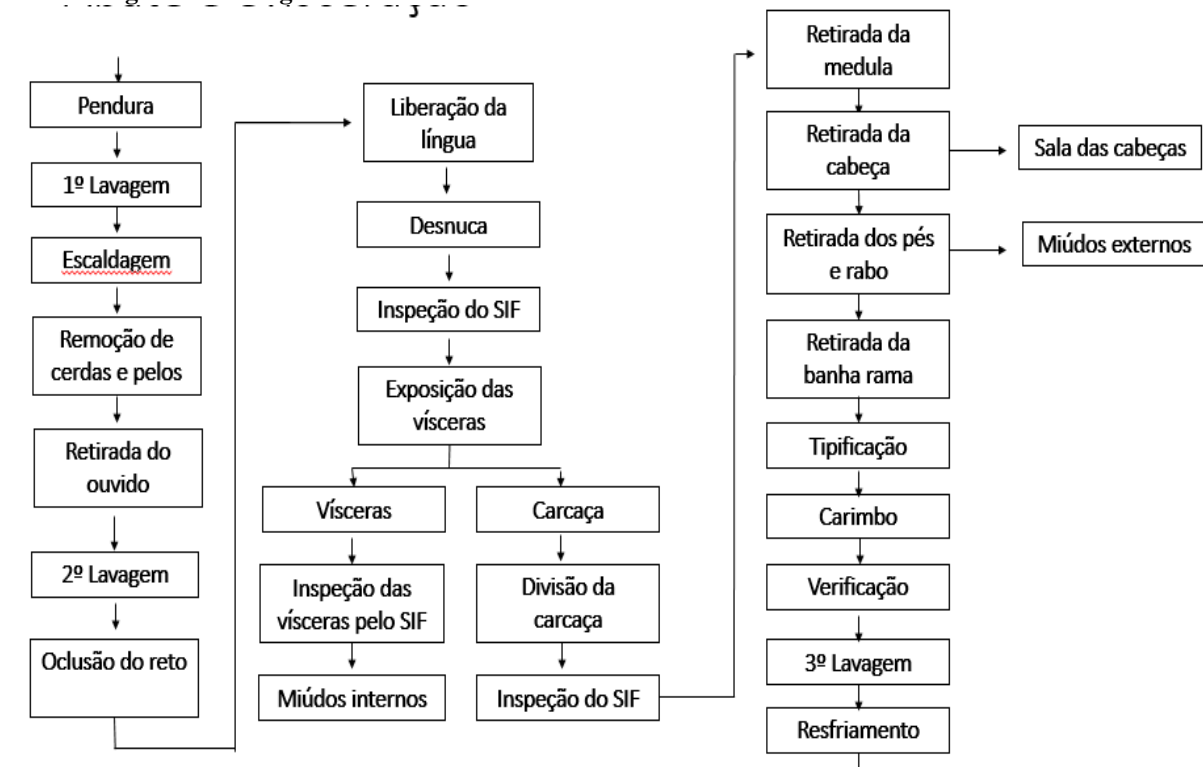 Pendura
1º Lavagem
Escaldagem
Remoção de
cerdas e pelos
Retirada do
ouvido
2º Lavagem
Oclusão do reto
Liberação da
língua
Desnuca
Inspeção do SIF
Exposição das
vísceras
Vísceras
Inspeção das
vísceras pelo SIF
Miúdos internos
Carcaça
Divisão da
carcaça
Inspeção do SIF
Retirada da
medula
Retirada da
cabeça
Sala das cabeças
Retirada dos pés
e rabo
Miúdos externos
Retirada da
banha rama
Tipificação
Carimbo
Verificação
3º Lavagem
Resfriamento